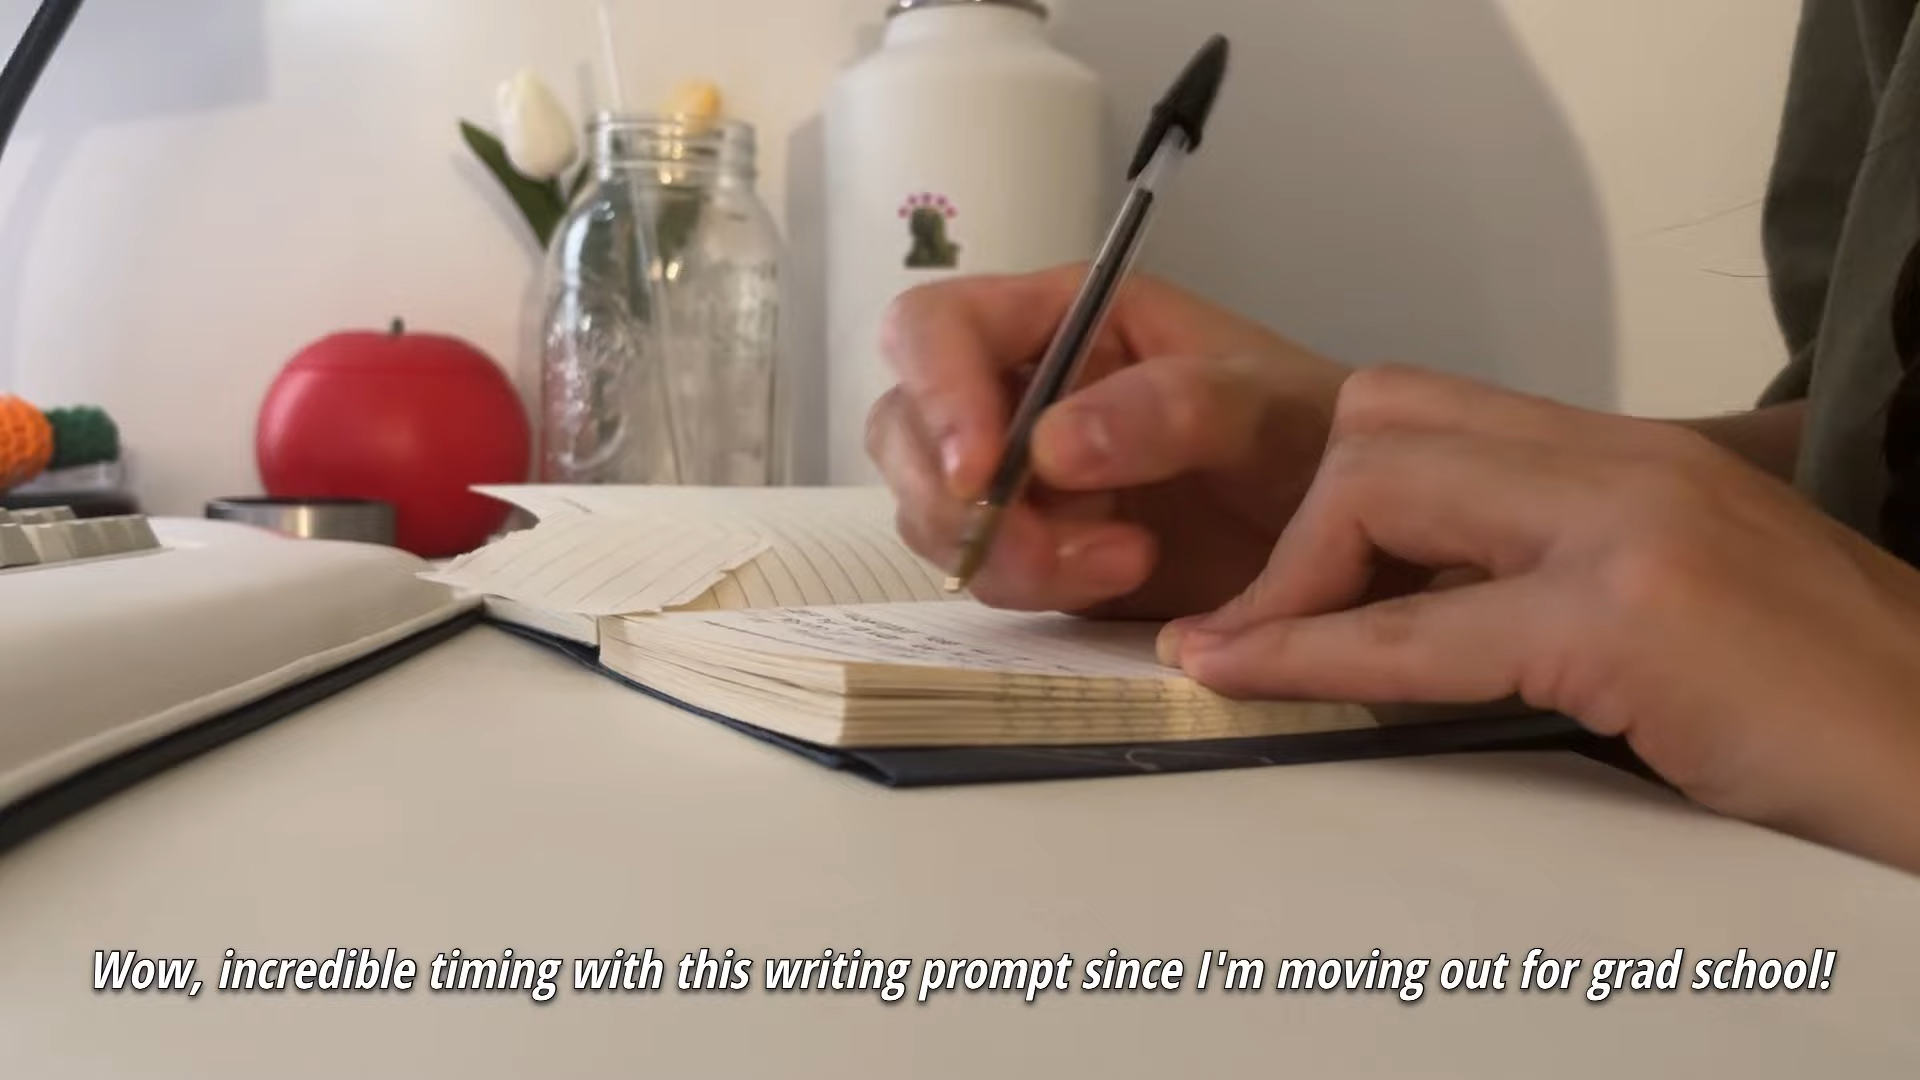 Wow, incredible timing with this writing prompt since I'm moving out for grad school!